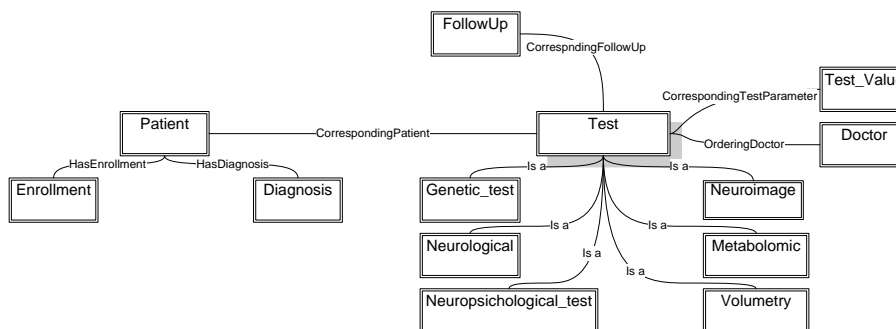 FollowUp
CorrespndingFollowUp
Test_Valu
CorrespondingTestParameter
Patient
Test
CorrespondingPatient
Doctor
OrderingDoctor
HasEnrollment
HasDiagnosis
Is a
Is a
Enrollment
Diagnosis
Genetic_test
Neuroimage
Is a
Is a
Neurological
Metabolomic
Is a
Is a
Neuropsichological_test
Volumetry